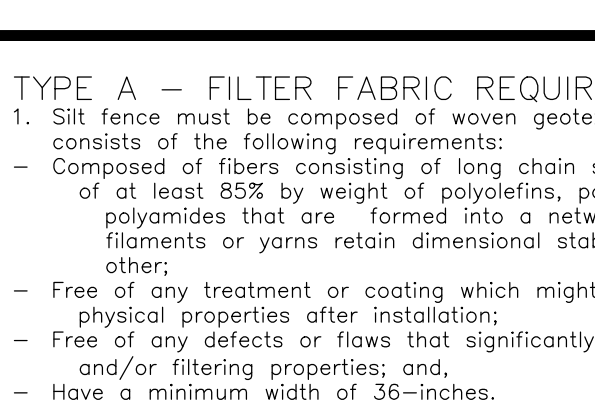 TYPE A – FILTER FABRIC REQUIR
1. Silt fence must be composed of woven geote
consists of the following requirements:
– Composed of fibers consisting of long chain s
of at least 85% by weight of polyolefins, po
polyamides that are formed into a netw
filaments or yarns retain dimensional stab
other;
– Free of any treatment or coating which might
physical properties after installation;
– Free of any defects or flaws that significantly
and/or filtering properties; and,
– Have a minimum width of 36–inches.